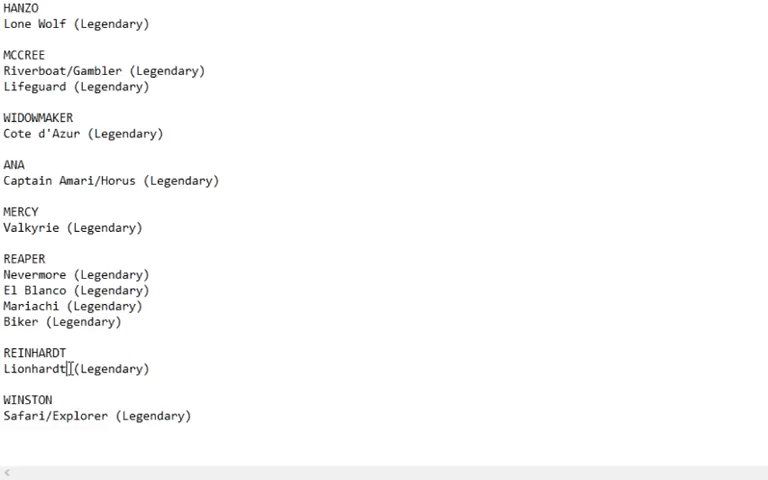 HANZO
Lone Wolf (Legendary)
MCCREE
Riverboat/Gambler (Legendary)
Lifeguard (Legendary)
WIDOWMAKER
Cote d'Azur (Legendary)
ANA
Captain Amari/Horus (Legendary)
MERCY
Valkyrie (Legendary)
REAPER
Nevermore (Legendary)
El Blanco (Legendary)
Mariachi (Legendary)
Biker (Legendary)
REINHARDT
Lionhardt (Legendary)
WINSTON
Safari/Explorer (Legendary)